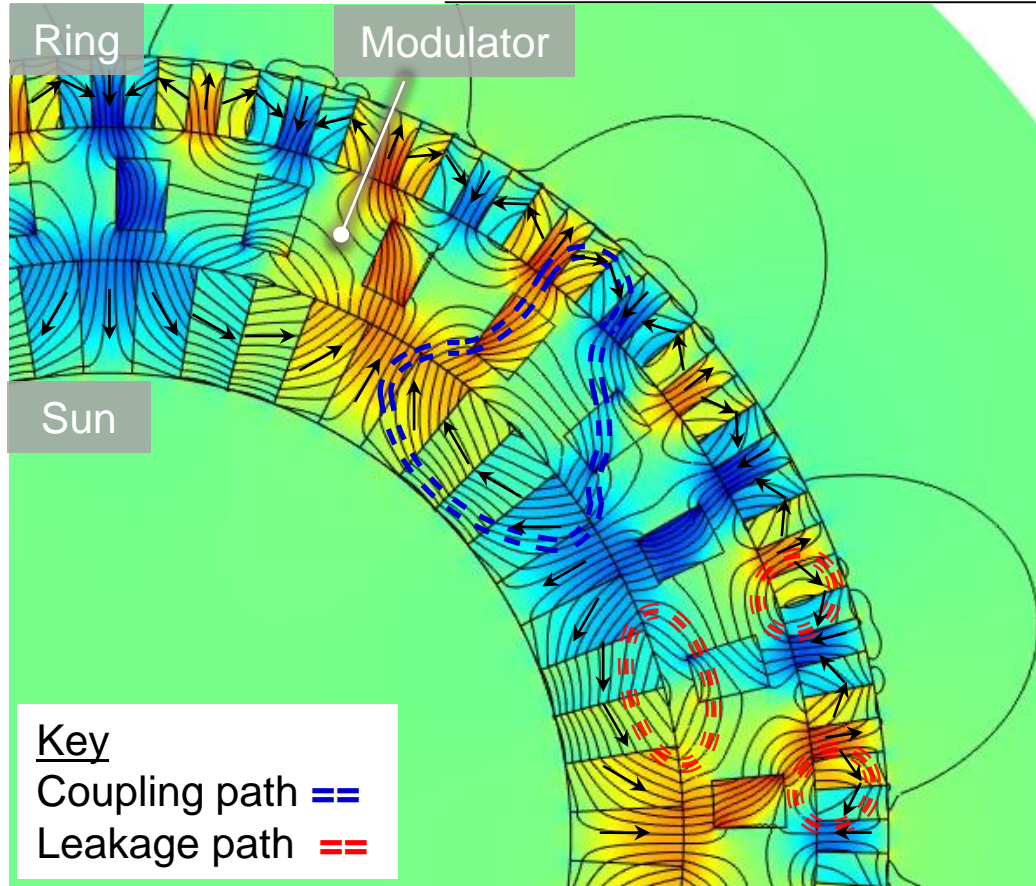 Ring
Modulator
Sun
Key
Coupling path ==
Leakage path ==